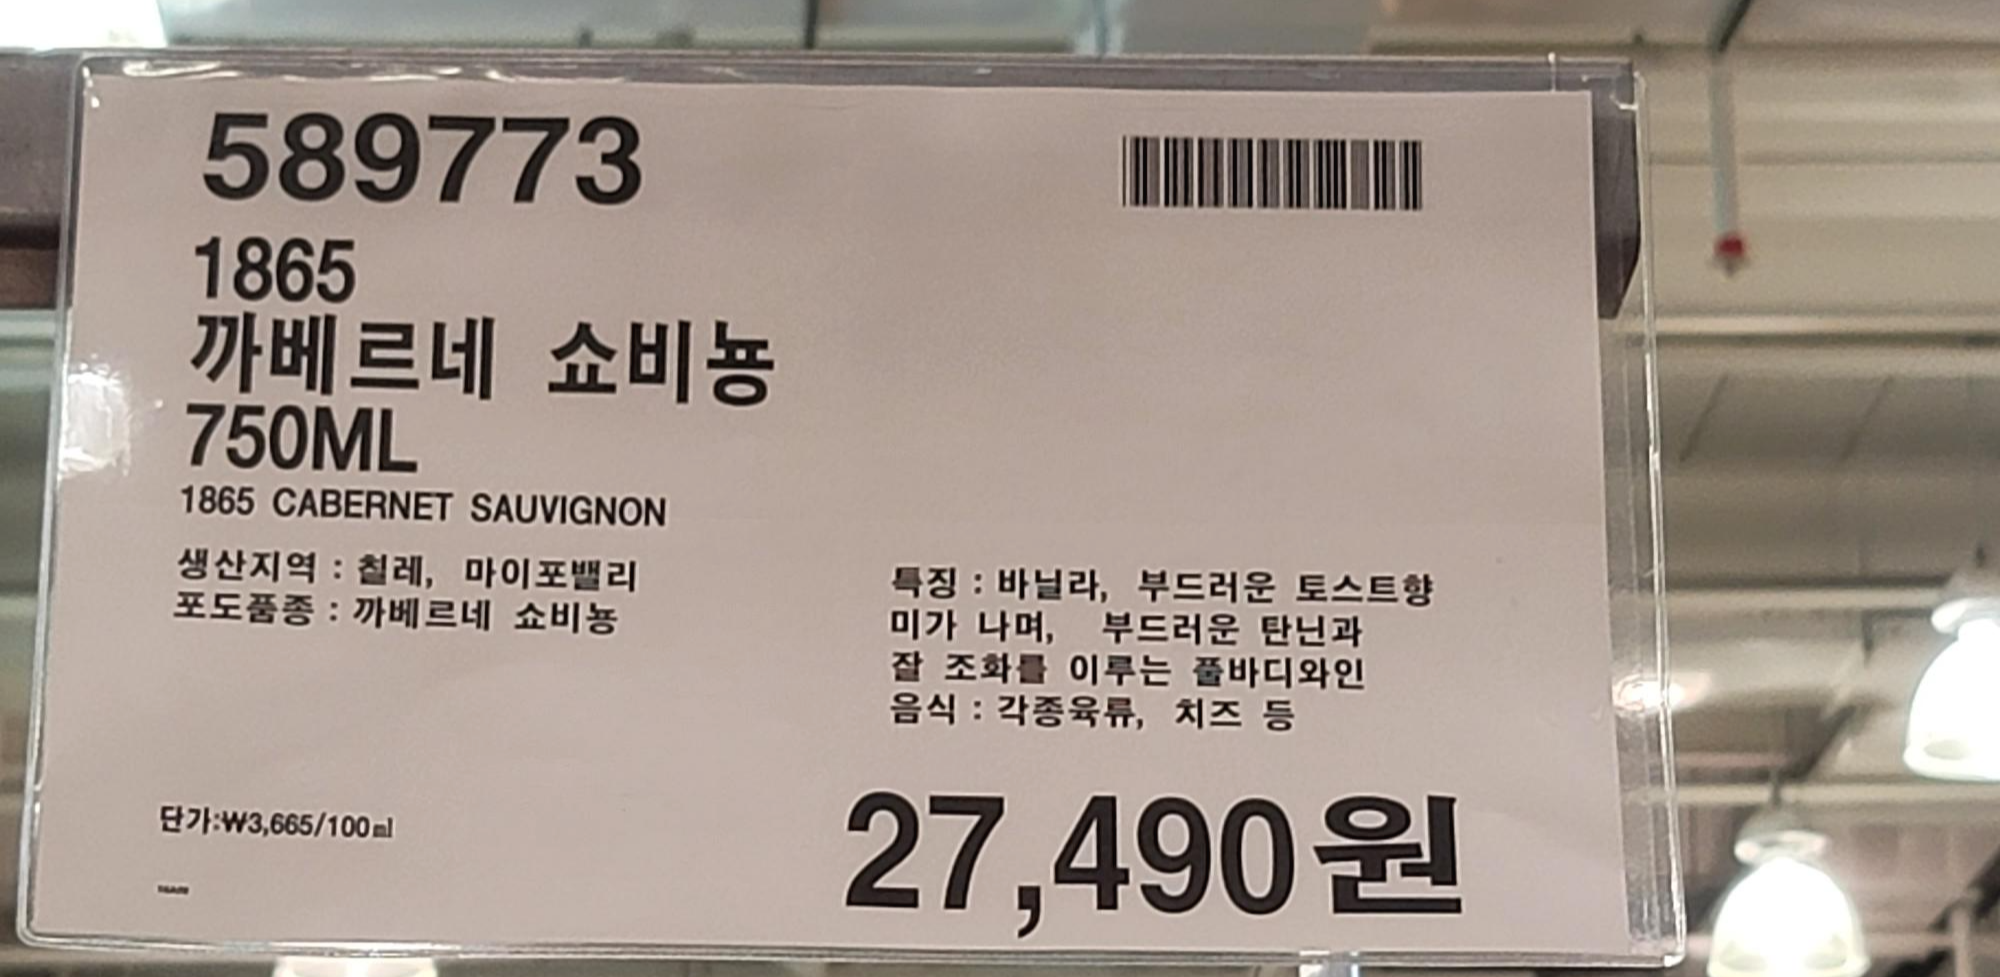 589773
1865
까베르네 쇼비뇽
750ML
1865 CABERNET SAUVIGNON
생산지역 : 칠레, 마이포밸리
포도품종 : 까베르네 쇼비뇽
특징 : 바닐라, 부드러운 토스트향
미가 나며, 부드러운 탄닌과
잘 조화를 이루는 풀바디와인
음식 : 각종육류, 치즈 등
단가:₩3,665/100㎖
27,490원